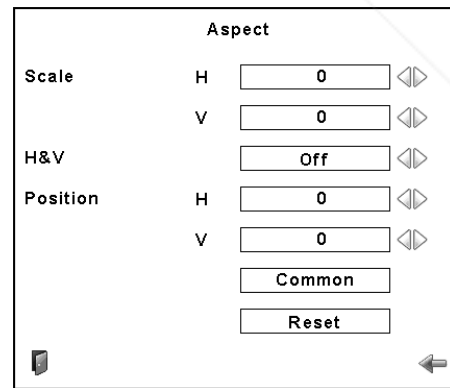 Aspect
Scale H 0
V 0
H&V Off
Position H 0
V 0
Common
Reset